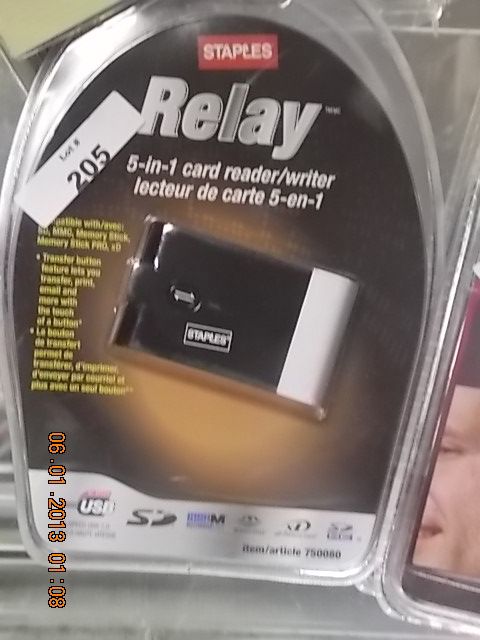 STAPLES
Relay
Lot #
205
5-in-1 card reader/writer
lecteur de carte 5-en-1
with/avec:
MMC, Memory Stick,
Memory Stick PRO, xD
• Transfer button
feature lets you
transfer, print,
email and
more with
the touch
of a button*
• Le bouton
de transfert
permet de
transférer, d'imprimer,
d'envoyer par courriel et
plus avec un seul bouton**
STAPLES
USB
SD
item/article 750080
06.01.2013 01:08